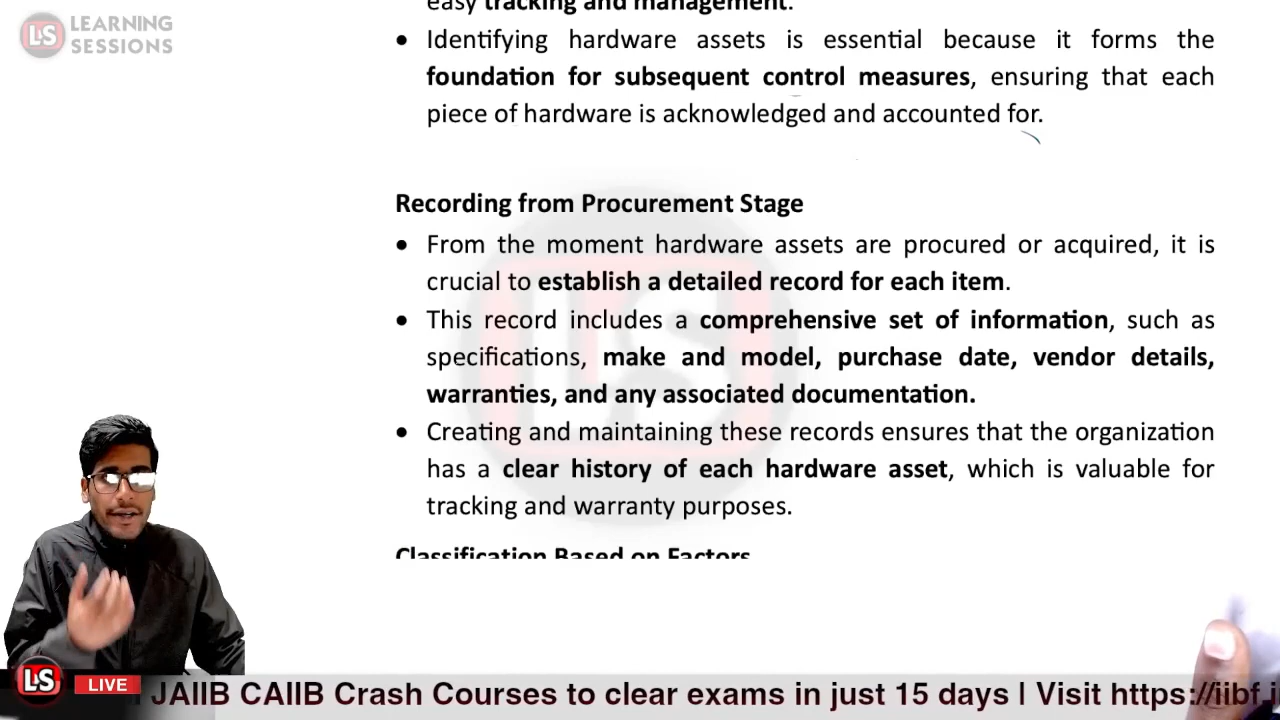 LEARNING
SESSIONS
LS
easy tracking and management.
• Identifying hardware assets is essential because it forms the
foundation for subsequent control measures, ensuring that each
piece of hardware is acknowledged and accounted for.
Recording from Procurement Stage
• From the moment hardware assets are procured or acquired, it is
crucial to establish a detailed record for each item.
• This record includes a comprehensive set of information, such as
specifications, make and model, purchase date, vendor details,
warranties, and any associated documentation.
• Creating and maintaining these records ensures that the organization
has a clear history of each hardware asset, which is valuable for
tracking and warranty purposes.
Classification Based on Factors
LS
LIVE
JAIIB CAIIB Crash Courses to clear exams in just 15 days | Visit https://iibf.i